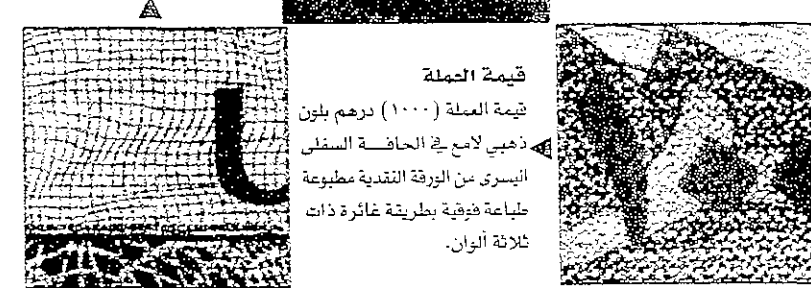 قيمة العملة
قيمة العملة (١٠٠٠) درهم بلون
ذهبي لامع في الحافـــة السفلى
اليسرى من الورقة النقدية مطبوعة
طباعة فوقية بطريقة غائرة ذات
ثلاثة ألوان.